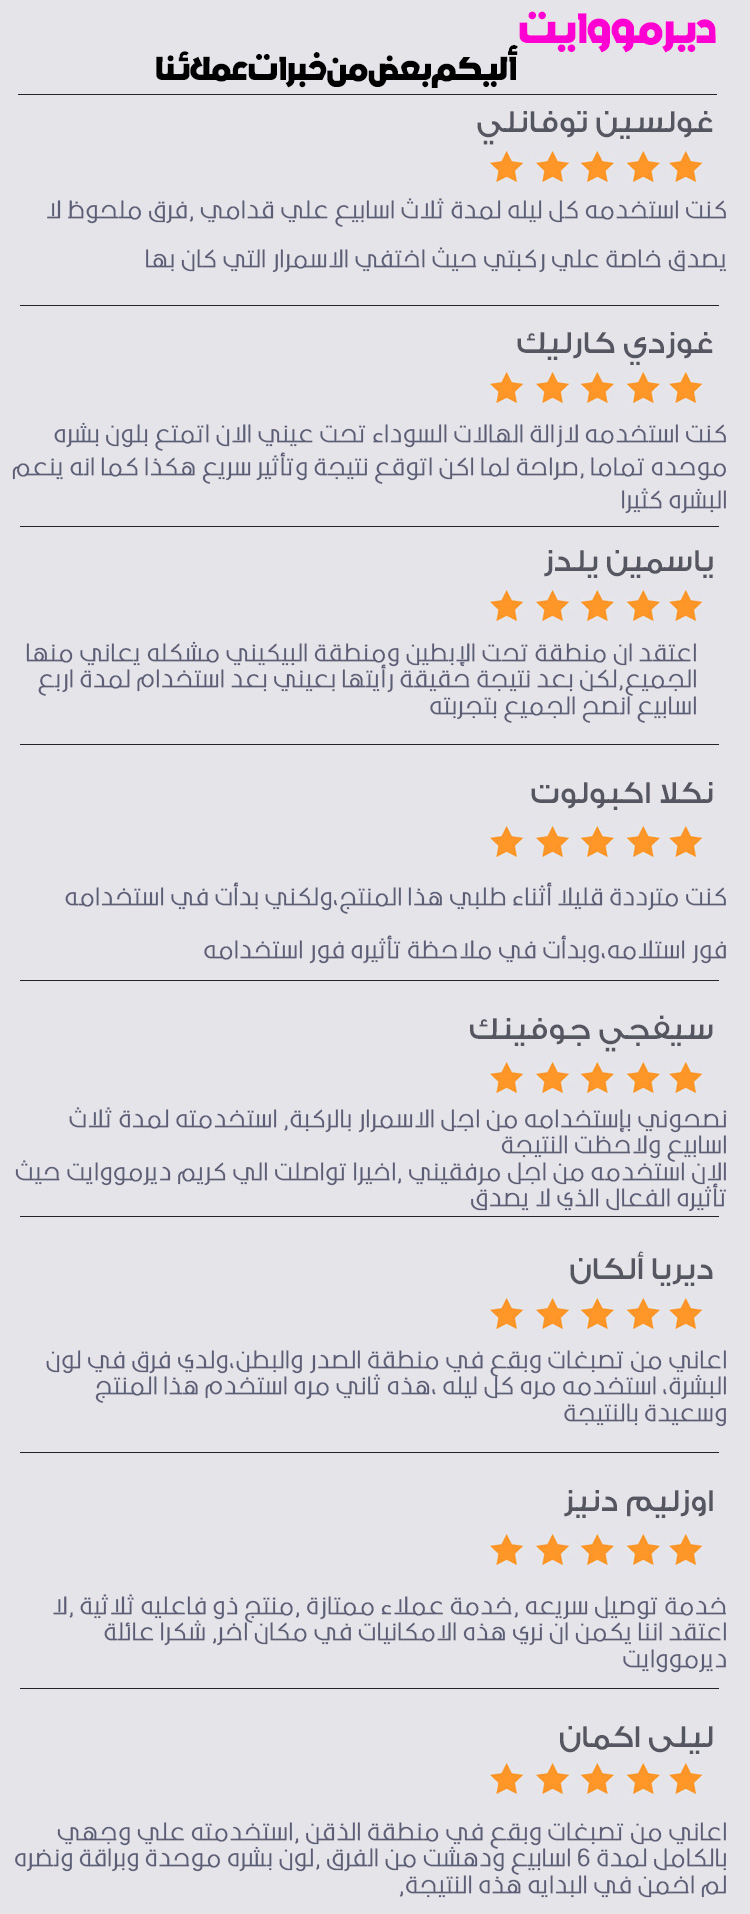 ديرمووايت
أليكم بعض من خبرات عملائنا
غولسين توفانلي
كنت استخدمه كل ليله لمدة ثلاث اسابيع علي قدامي ,فرق ملحوظ لا
يصدق خاصة علي ركبتي حيث اختفي الاسمرار التي كان بها
غوزدي كارليك
كنت استخدمه لازالة الهالات السوداء تحت عيني الان اتمتع بلون بشره
موحده تماما ,صراحة لما اكن اتوقع نتيجة وتأثير سريع هكذا كما انه ينعم
البشره كثيرا
ياسمين يلدز
اعتقد ان منطقة تحت الإبطين ومنطقة البيكيني مشكله يعاني منها
الجميع,لكن بعد نتيجة حقيقة رأيتها بعيني بعد استخدام لمدة اربع
اسابيع انصح الجميع بتجربته
نكلا اكبولوت
كنت مترددة قليلا أثناء طلبي هذا المنتج،ولكني بدأت في استخدامه
فور استلامه،وبدأت في ملاحظة تأثيره فور استخدامه
سيفجي جوفينك
نصحوني بإستخدامه من اجل الاسمرار بالركبة, استخدمته لمدة ثلاث
اسابيع ولاحظت النتيجة
الان استخدمه من اجل مرفقيني ,اخيرا تواصلت الي كريم ديرمووايت حيث
تأثيره الفعال الذي لا يصدق
ديريا ألكان
اعاني من تصبغات وبقع في منطقة الصدر والبطن،ولدي فرق في لون
البشرة، استخدمه مره كل ليله ،هذه ثاني مره استخدم هذا المنتج
وسعيدة بالنتيجة
اوزليم دنيز
خدمة توصيل سريعه ,خدمة عملاء ممتازة ,منتج ذو فاعليه ثلاثية ,لا
اعتقد اننا يكمن ان نري هذه الامكانيات في مكان اخر, شكرا عائلة
ديرمووايت
ليلى اكمان
اعاني من تصبغات وبقع في منطقة الذقن ,استخدمته علي وجهي
بالكامل لمدة 6 اسابيع ودهشت من الفرق ,لون بشره موحدة وبراقة ونضره
لم اخمن في البدايه هذه النتيجة,